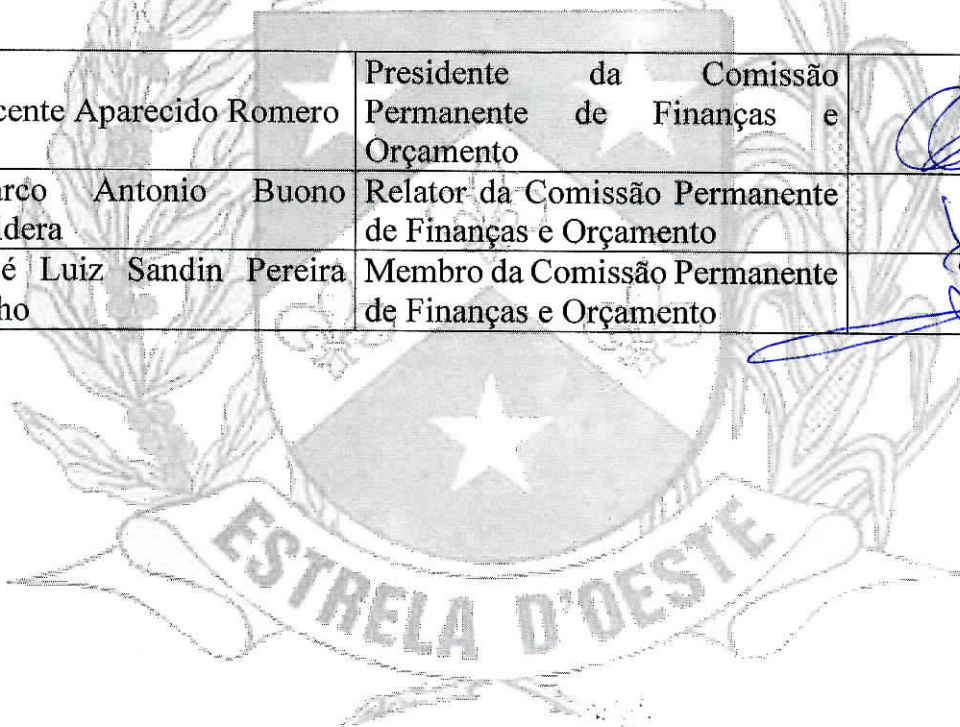 Presidente da Comissão
cente Aparecido Romero Permanente de Finanças e
Orçamento
arco Antonio Buono Relator da Comissão Permanente
ldera de Finanças e Orçamento
é Luiz Sandin Pereira Membro da Comissão Permanente
ho de Finanças e Orçamento
ESTRELA D'OESTE